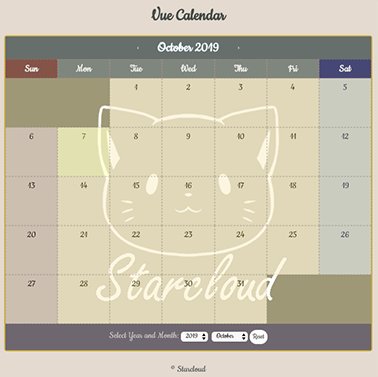 Vue Calendar
‹ October 2019 ›
Sun Mon Tue Wed Thu Fri Sat
1 2 3 4 5
6 7 8 9 10 11 12
13 14 15 16 17 18 19
20 21 22 23 24 25 26
27 28 29 30 31
Starcloud
Select Year and Month: 2019 October Read
© Starcloud